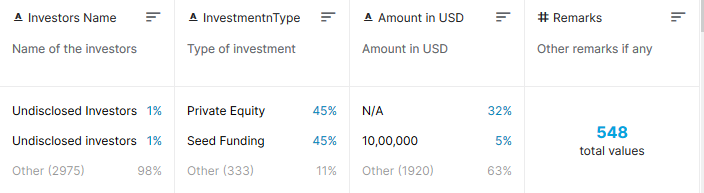 A Investors Name
A InvestmentnType
A Amount in USD
# Remarks
Name of the investors
Type of investment
Amount in USD
Other remarks if any
Undisclosed Investors 1%
Private Equity 45%
N/A 32%
Undisclosed investors 1%
Seed Funding 45%
10,00,000 5%
548
total values
Other (2975) 98%
Other (333) 11%
Other (1920) 63%